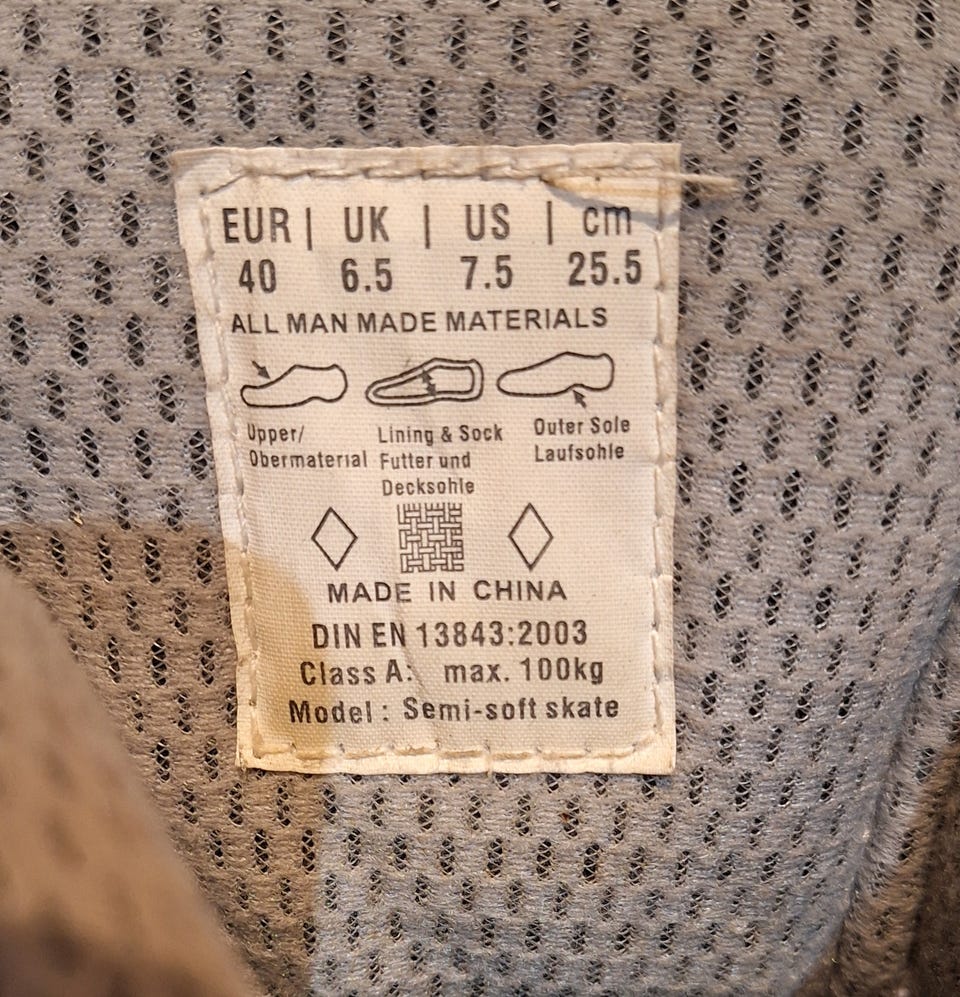 EUR | UK | US | cm
40 6.5 7.5 25.5
ALL MAN MADE MATERIALS
Upper/
Obermaterial
Lining & Sock
Futter und
Decksohle
Outer Sole
Laufsohle
MADE IN CHINA
DIN EN 13843:2003
Class A: max. 100kg
Model : Semi-soft skate